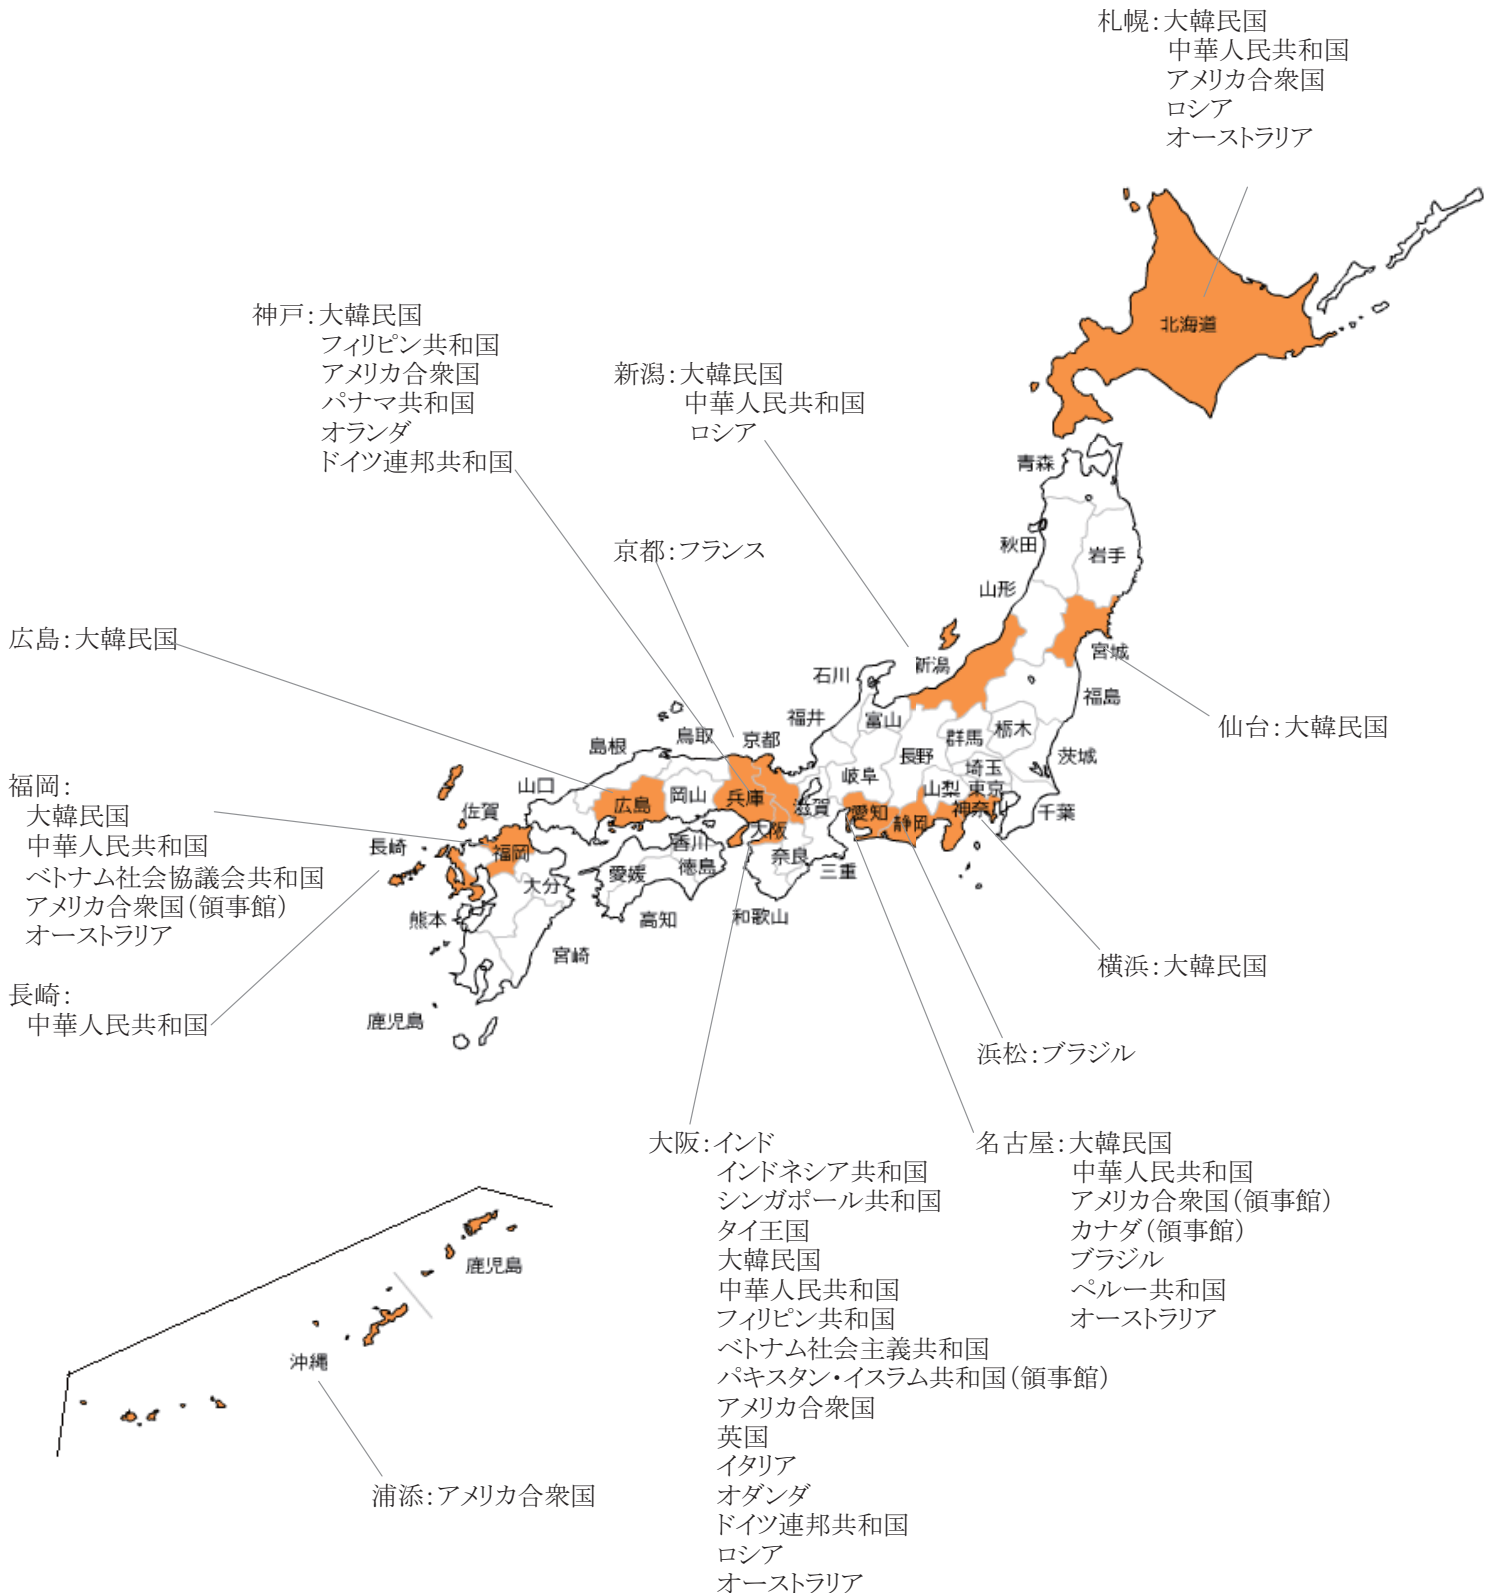 札幌：大韓民国
中華人民共和国
アメリカ合衆国
ロシア
オーストラリア
神戸：大韓民国
フィリピン共和国
アメリカ合衆国
パナマ共和国
オランダ
ドイツ連邦共和国
新潟：大韓民国
中華人民共和国
ロシア
京都：フランス
広島：大韓民国
仙台：大韓民国
福岡：
大韓民国
中華人民共和国
ベトナム社会協議会共和国
アメリカ合衆国（領事館）
オーストラリア
長崎：
中華人民共和国
横浜：大韓民国
浜松：ブラジル
大阪：インド
インドネシア共和国
シンガポール共和国
タイ王国
大韓民国
中華人民共和国
フィリピン共和国
ベトナム社会主義共和国
パキスタン・イスラム共和国（領事館）
アメリカ合衆国
英国
イタリア
オダンダ
ドイツ連邦共和国
ロシア
オーストラリア
名古屋：大韓民国
中華人民共和国
アメリカ合衆国（領事館）
カナダ（領事館）
ブラジル
ペルー共和国
オーストラリア
浦添：アメリカ合衆国
北海道
青森
秋田
岩手
山形
宮城
新潟
福島
石川
富山
福井
群馬
栃木
茨城
長野
埼玉
岐阜
山梨
東京
神奈川
千葉
愛知
静岡
滋賀
三重
京都
兵庫
大阪
奈良
和歌山
鳥取
島根
岡山
広島
山口
香川
徳島
愛媛
高知
佐賀
福岡
長崎
大分
熊本
宮崎
鹿児島
鹿児島
沖縄